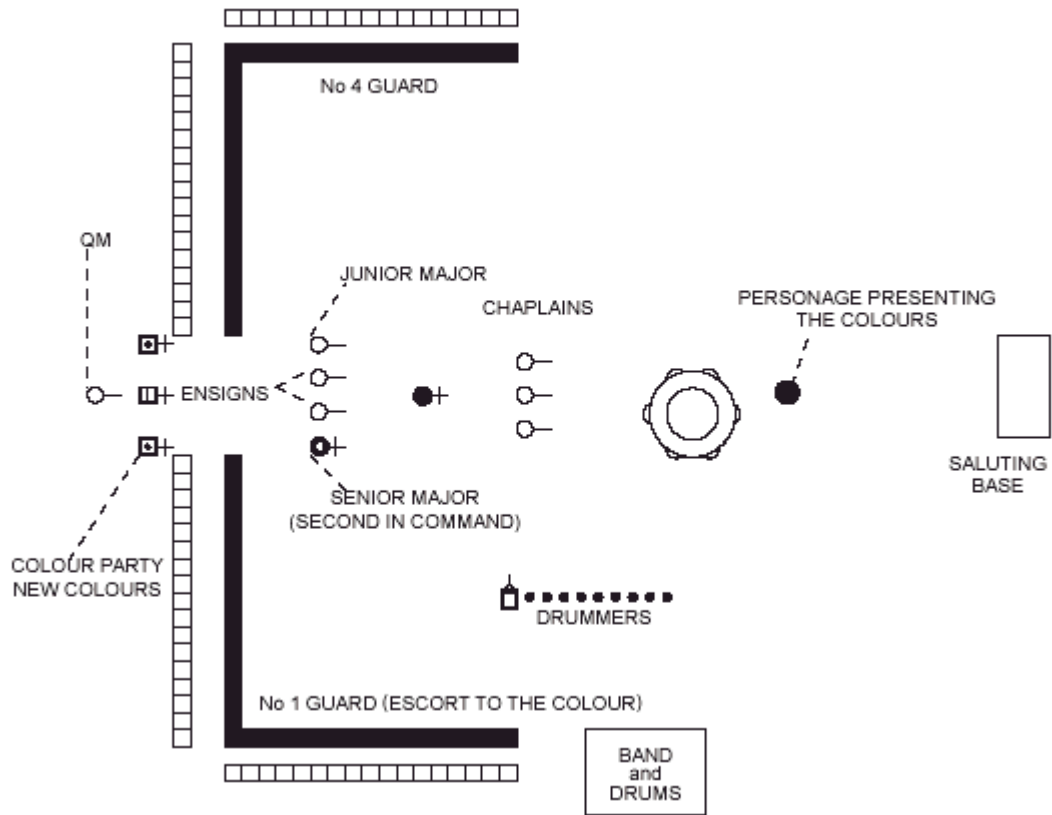 No 4 GUARD
QM
JUNIOR MAJOR
CHAPLAINS
PERSONAGE PRESENTING
THE COLOURS
ENSIGNS
SALUTING
BASE
SENIOR MAJOR
(SECOND IN COMMAND)
COLOUR PARTY
NEW COLOURS
DRUMMERS
No 1 GUARD (ESCORT TO THE COLOUR)
BAND
and
DRUMS